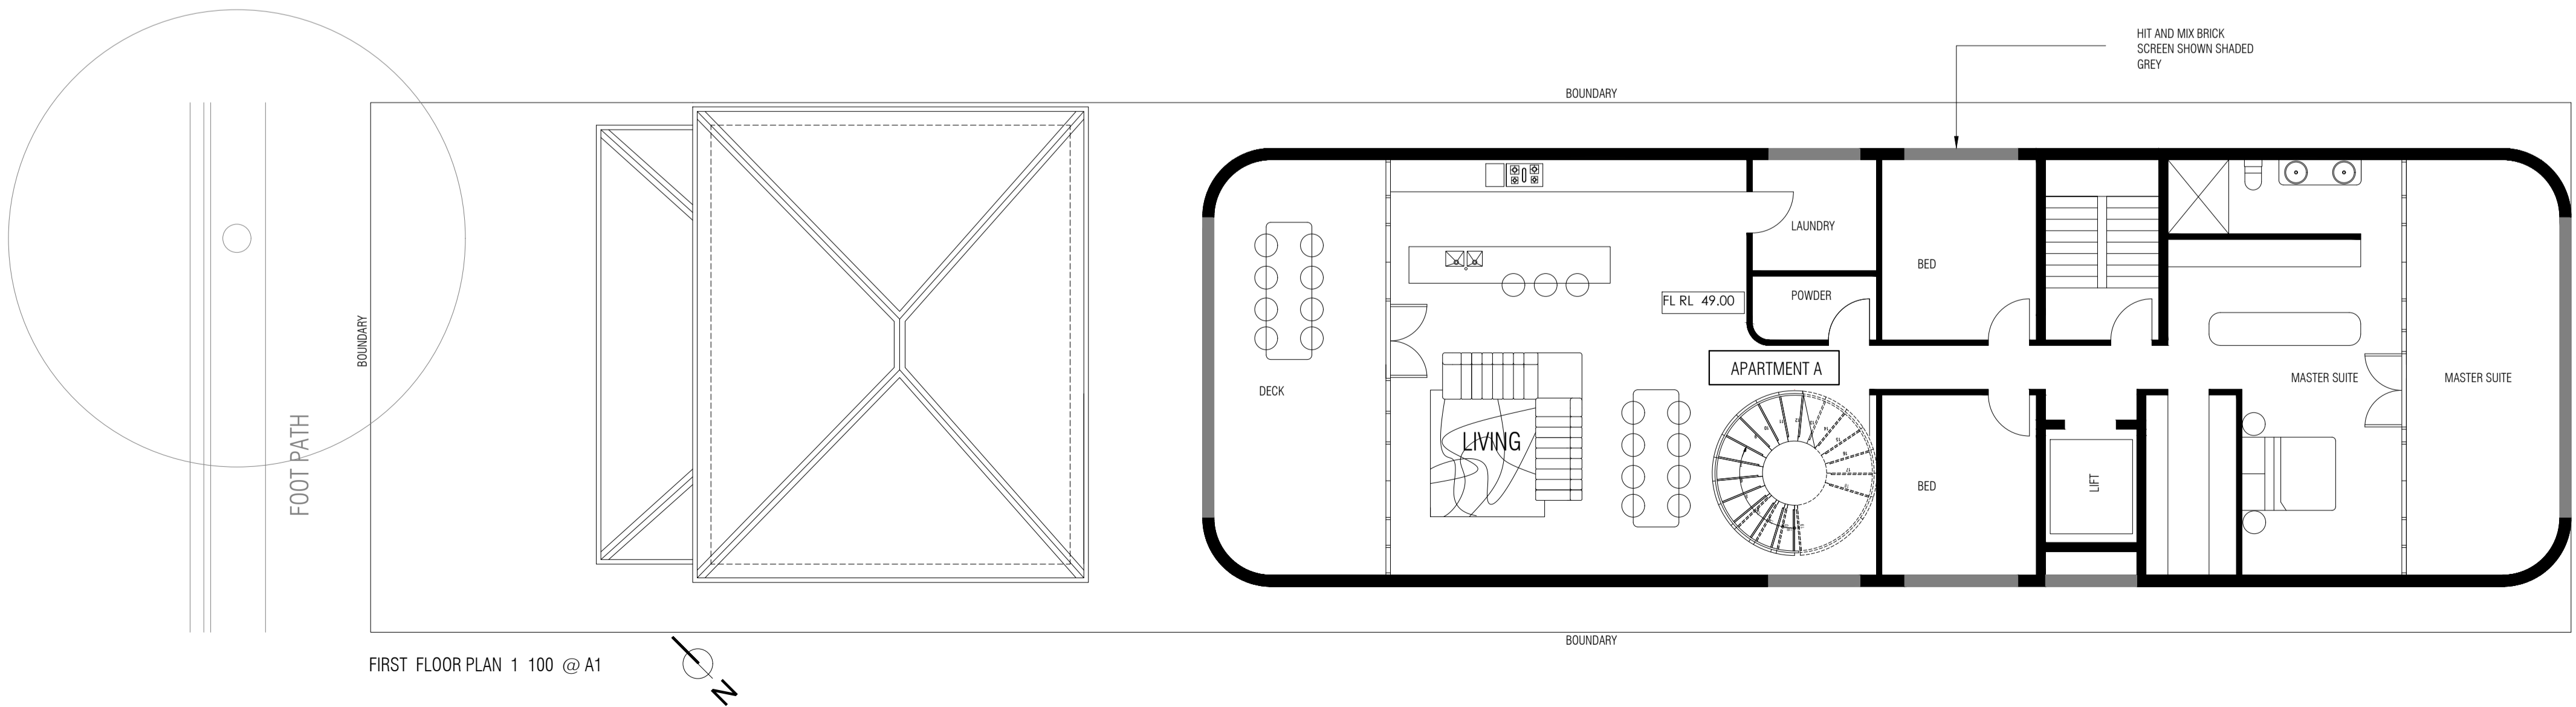 HIT AND MIX BRICK
SCREEN SHOWN SHADED
GREY
BOUNDARY
BOUNDARY
FOOT PATH
DECK
LIVING
FL RL 49.00
LAUNDRY
POWDER
APARTMENT A
BED
BED
LIFT
MASTER SUITE
MASTER SUITE
BOUNDARY
FIRST FLOOR PLAN 1 100 @ A1
N